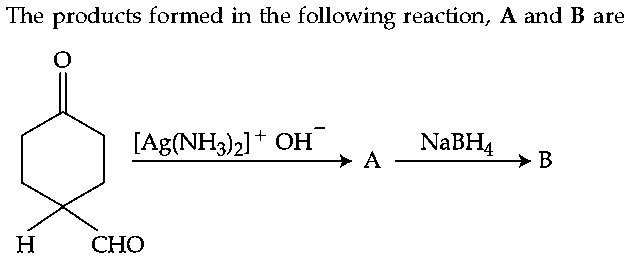 The products formed in the following reaction, A and B are
O
[Ag(NH₃)₂]⁺ OH⁻
A
NaBH₄
B
H
CHO